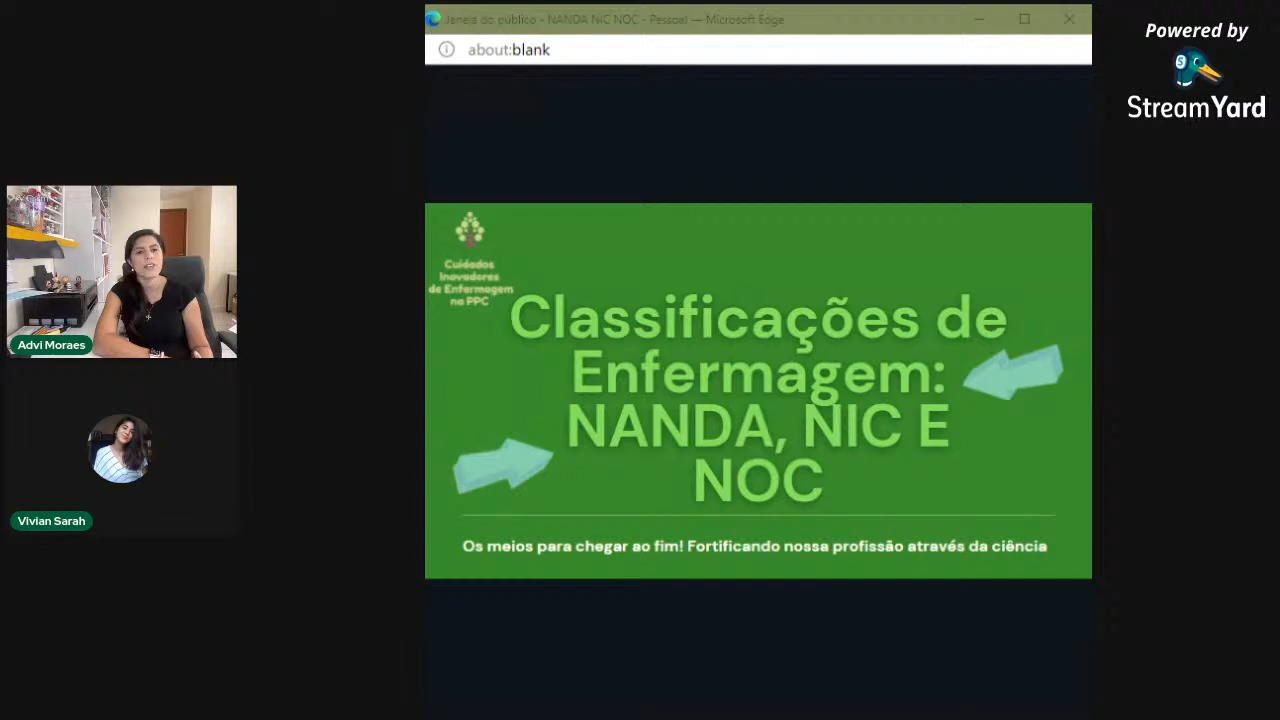 Janela do público - NANDA NIC NOC - Pessoal — Microsoft Edge
about:blank
Powered by
StreamYard
Cuidados
Inovadores
de Enfermagem
na PPC
Classificações de
Enfermagem:
NANDA, NIC E
NOC
Os meios para chegar ao fim! Fortificando nossa profissão através da ciência
Advi Moraes
Vivian Sarah